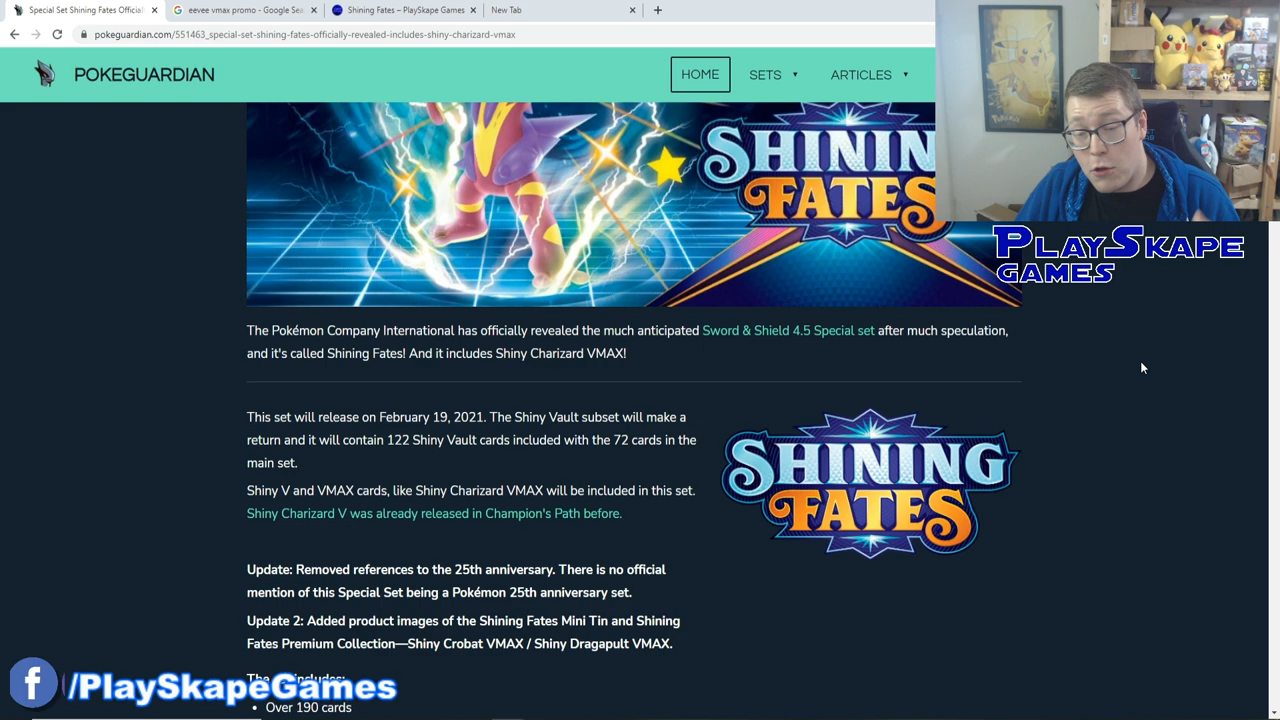 Special Set Shining Fates Official
eevee vmax promo - Google Sea
Shining Fates – PlaySkape Games
New Tab
pokeguardian.com/551463_special-set-shining-fates-officially-revealed-includes-shiny-charizard-vmax
POKEGUARDIAN
HOME
SETS
ARTICLES
SHININ
FATES
PLAYSKAPE
GAMES
The Pokémon Company International has officially revealed the much anticipated Sword & Shield 4.5 Special set after much speculation,
and it's called Shining Fates! And it includes Shiny Charizard VMAX!
This set will release on February 19, 2021. The Shiny Vault subset will make a
return and it will contain 122 Shiny Vault cards included with the 72 cards in the
main set.
Shiny V and VMAX cards, like Shiny Charizard VMAX will be included in this set.
Shiny Charizard V was already released in Champion's Path before.
SHINING
FATES
Update: Removed references to the 25th anniversary. There is no official
mention of this Special Set being a Pokémon 25th anniversary set.
Update 2: Added product images of the Shining Fates Mini Tin and Shining
Fates Premium Collection—Shiny Crobat VMAX / Shiny Dragapult VMAX.
f /PlaySkapeGames
Over 190 cards